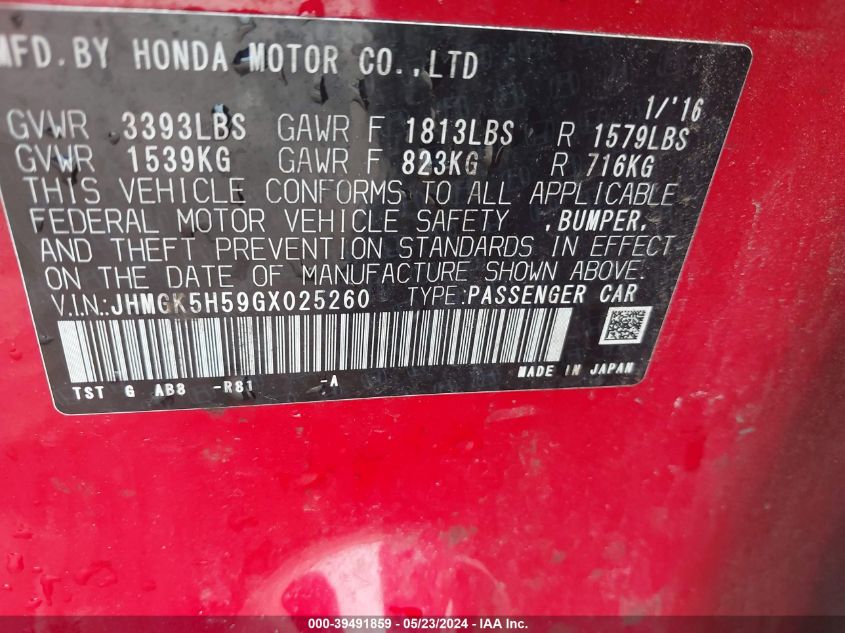 MFD.BY HONDA MOTOR CO.,LTD
1/'16
GVWR 3393LBS GAWR F 1813LBS R 1579LBS
GVWR 1539KG GAWR F 823KG R 716KG
THIS VEHICLE CONFORMS TO ALL APPLICABLE
FEDERAL MOTOR VEHICLE SAFETY ,BUMPER,
AND THEFT PREVENTION STANDARDS IN EFFECT
ON THE DATE OF MANUFACTURE SHOWN ABOVE.
V.I.N.:JHMGK5H59GX025260 TYPE:PASSENGER CAR
TST G AB8 -R81 -A MADE IN JAPAN
000-39491859 - 05/23/2024 - IAA Inc.